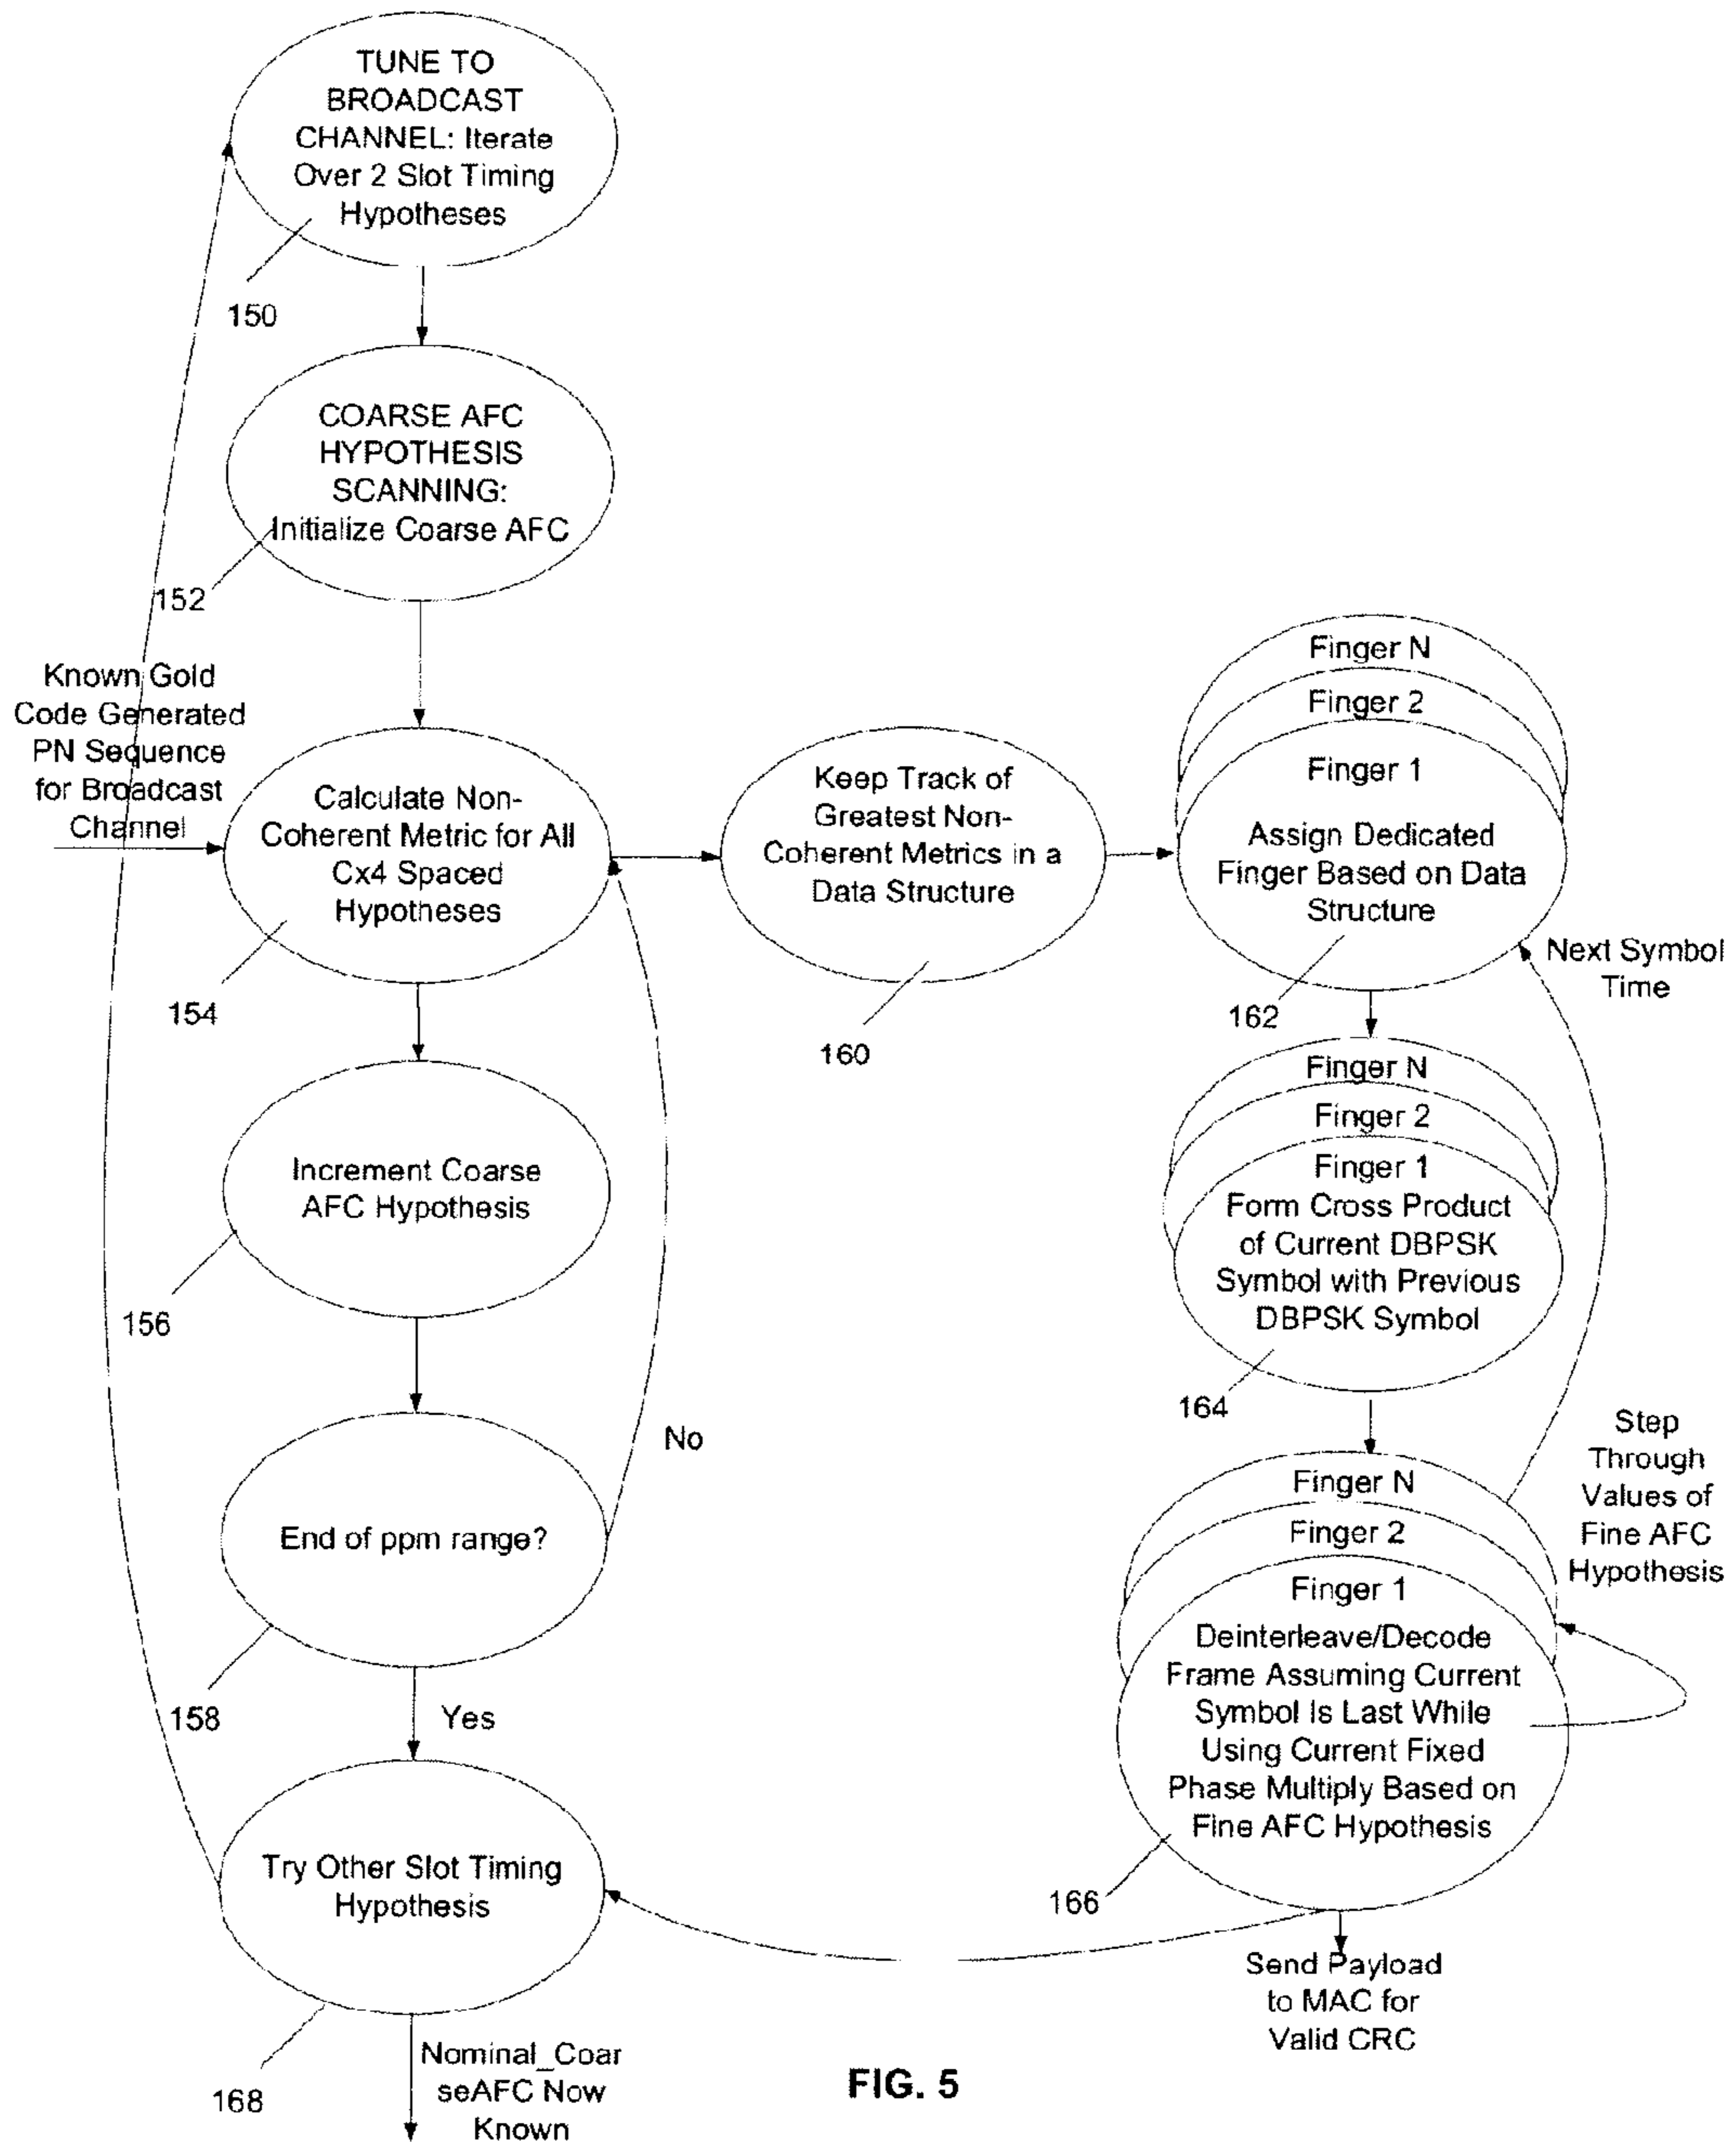 TUNE TO
BROADCAST
CHANNEL: Iterate
Over 2 Slot Timing
Hypotheses
150
COARSE AFC
HYPOTHESIS
SCANNING:
Initialize Coarse AFC
152
Known Gold
Code Generated
PN Sequence
for Broadcast
Channel
Calculate Non-
Coherent Metric for All
Cx4 Spaced
Hypotheses
154
Keep Track of
Greatest Non-
Coherent Metrics in a
Data Structure
160
Finger N
Finger 2
Finger 1
Assign Dedicated
Finger Based on Data
Structure
162
Next Symbol
Time
Increment Coarse
AFC Hypothesis
156
Finger N
Finger 2
Finger 1
Form Cross Product
of Current DBPSK
Symbol with Previous
DBPSK Symbol
164
End of ppm range?
158
No
Yes
Finger N
Finger 2
Finger 1
Deinterleave/Decode
Frame Assuming Current
Symbol Is Last While
Using Current Fixed
Phase Multiply Based on
Fine AFC Hypothesis
166
Step
Through
Values of
Fine AFC
Hypothesis
Try Other Slot Timing
Hypothesis
168
Send Payload
to MAC for
Valid CRC
Nominal_Coar
seAFC Now
Known
FIG. 5